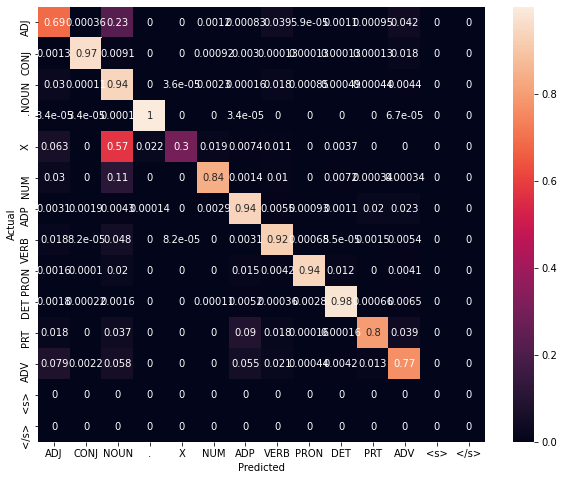 ADJ 0.69 0.00036 0.23 0 0 0.0012 0.00083 0.039 5.9e-05 0.0011 0.00095 0.042 0 0
CONJ 0.0013 0.97 0.0091 0 0 0.00092 0.003 0.00013 0.00013 0.00013 0.00013 0.018 0 0
NOUN 0.03 0.94 0 3.6e-05 0.0023 0.00016 0.018 0.00085 0.00049 0.00044 0.0044 0 0
. 3.4e-05 1 0 0 3.4e-05 0 0 0 0 6.7e-05 0 0
X 0.063 0 0.57 0.022 0.3 0.019 0.0074 0.011 0 0.0037 0 0 0 0
NUM 0.03 0 0.11 0 0 0.84 0.0014 0.01 0 0.0072 0.00034 0.00034 0 0
ADP 0.0031 0.0019 0.0043 0.00014 0 0.0029 0.94 0.0055 0.00093 0.0011 0.02 0.023 0 0
VERB 0.018 8.2e-05 0.048 0 8.2e-05 0 0.0031 0.92 0.00068 0.0015 0.0054 0 0
PRON 0.0016 0.0001 0.02 0 0 0 0.015 0.0042 0.94 0.012 0 0.0041 0 0
DET 0.0018 0.00022 0.0016 0 0 0.00011 0.0052 0.00036 0.0028 0.98 0.00066 0.0065 0 0
PRT 0.018 0 0.037 0 0 0 0.09 0.018 0.00016 0.00016 0.8 0.039 0 0
ADV 0.079 0.0022 0.058 0 0 0 0.055 0.021 0.00044 0.0042 0.013 0.77 0 0
<s> 0 0 0 0 0 0 0 0 0 0 0 0 0 0
</s> 0 0 0 0 0 0 0 0 0 0 0 0 0 0
ADJ CONJ NOUN . X NUM ADP VERB PRON DET PRT ADV <s> </s>
Predicted
Actual
0.8
0.6
0.4
0.2
0.0